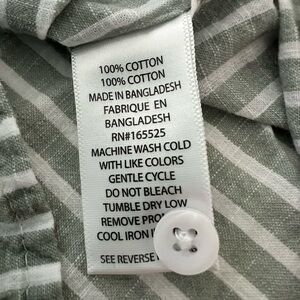 100% COTTON
100% COTTON
MADE IN BANGLADESH
FABRIQUE EN
BANGLADESH
RN#165525
MACHINE WASH COLD
WITH LIKE COLORS
GENTLE CYCLE
DO NOT BLEACH
TUMBLE DRY LOW
REMOVE
COOL IRON
SEE REVERSE